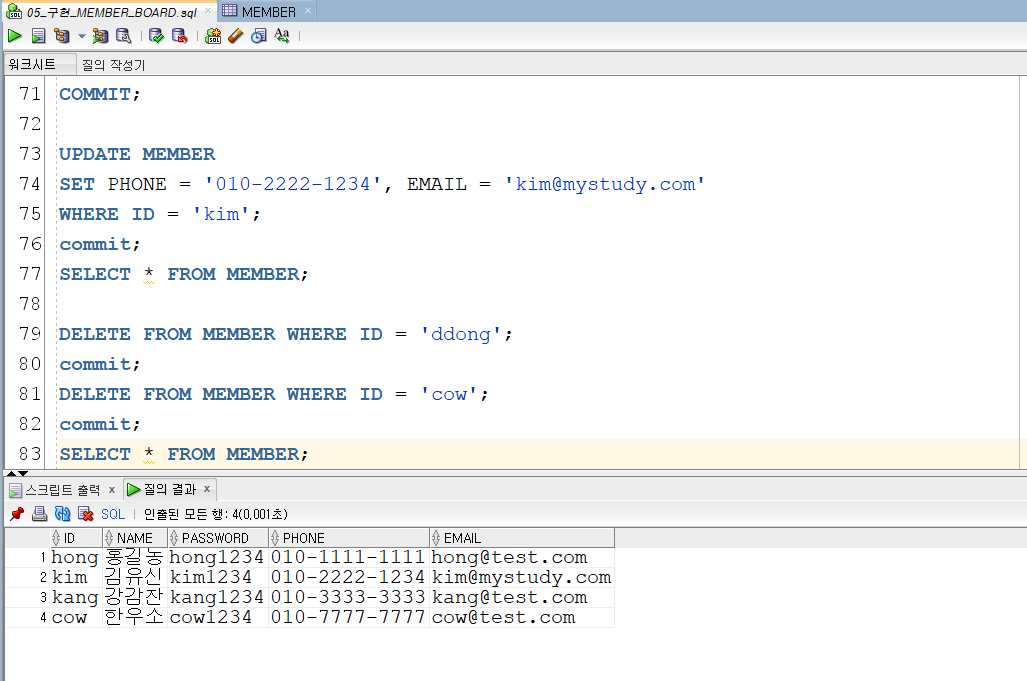 05_구현_MEMBER_BOARD.sql MEMBER
워크시트 질의 작성기
71 COMMIT;
72
73 UPDATE MEMBER
74 SET PHONE = '010-2222-1234', EMAIL = 'kim@mystudy.com'
75 WHERE ID = 'kim';
76 commit;
77 SELECT * FROM MEMBER;
78
79 DELETE FROM MEMBER WHERE ID = 'ddong';
80 commit;
81 DELETE FROM MEMBER WHERE ID = 'cow';
82 commit;
83 SELECT * FROM MEMBER;
스크립트 출력 x 질의 결과 x
SQL | 인출된 모든 행: 4(0,001초)
ID NAME PASSWORD PHONE EMAIL
1 hong 홍길동 hong1234 010-1111-1111 hong@test.com
2 kim 김유신 kim1234 010-2222-1234 kim@mystudy.com
3 kang 강감찬 kang1234 010-3333-3333 kang@test.com
4 cow 한우소 cow1234 010-7777-7777 cow@test.com